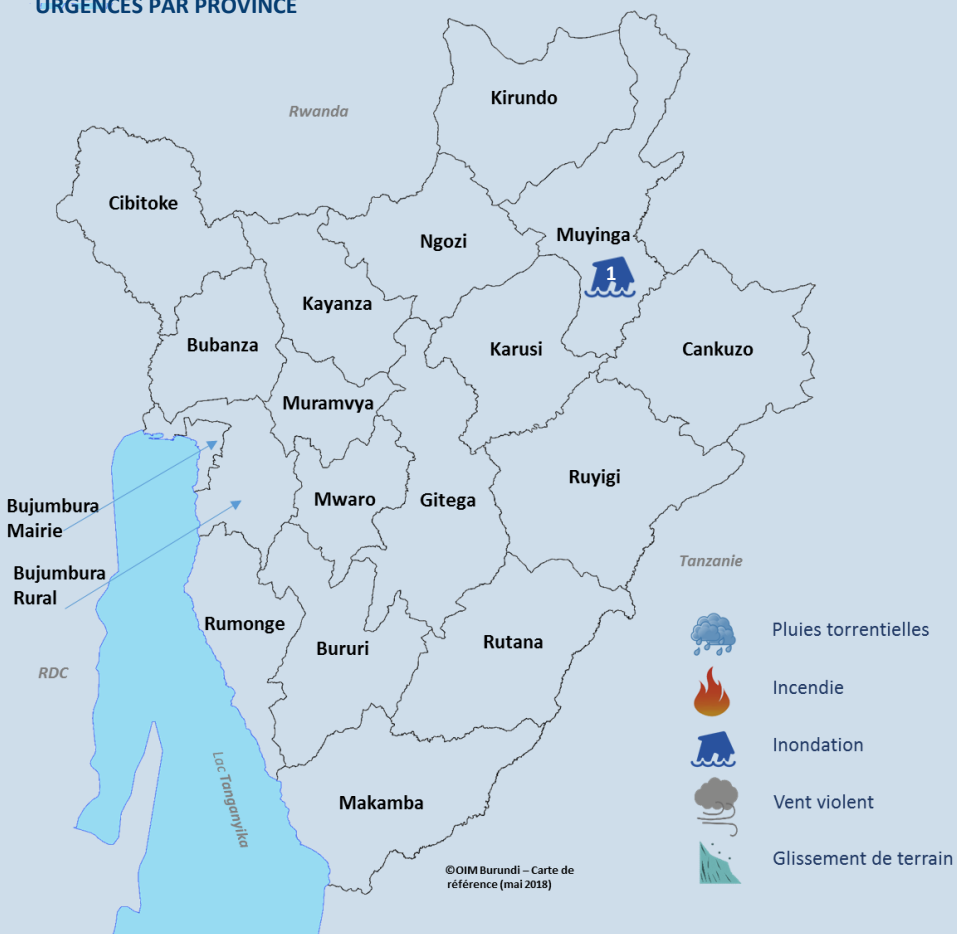 URGENCES PAR PROVINCE
Kirundo
Rwanda
Cibitoke
Ngozi
Muyinga
1
Kayanza
Bubanza
Karusi
Cankuzo
Muramvya
Ruyigi
Mwaro
Gitega
Bujumbura
Mairie
Tanzanie
Bujumbura
Rural
Rumonge
Bururi
Rutana
RDC
Lac Tanganyika
Makamba
Pluies torrentielles
Incendie
Inondation
Vent violent
Glissement de terrain
©OIM Burundi – Carte de
référence (mai 2018)